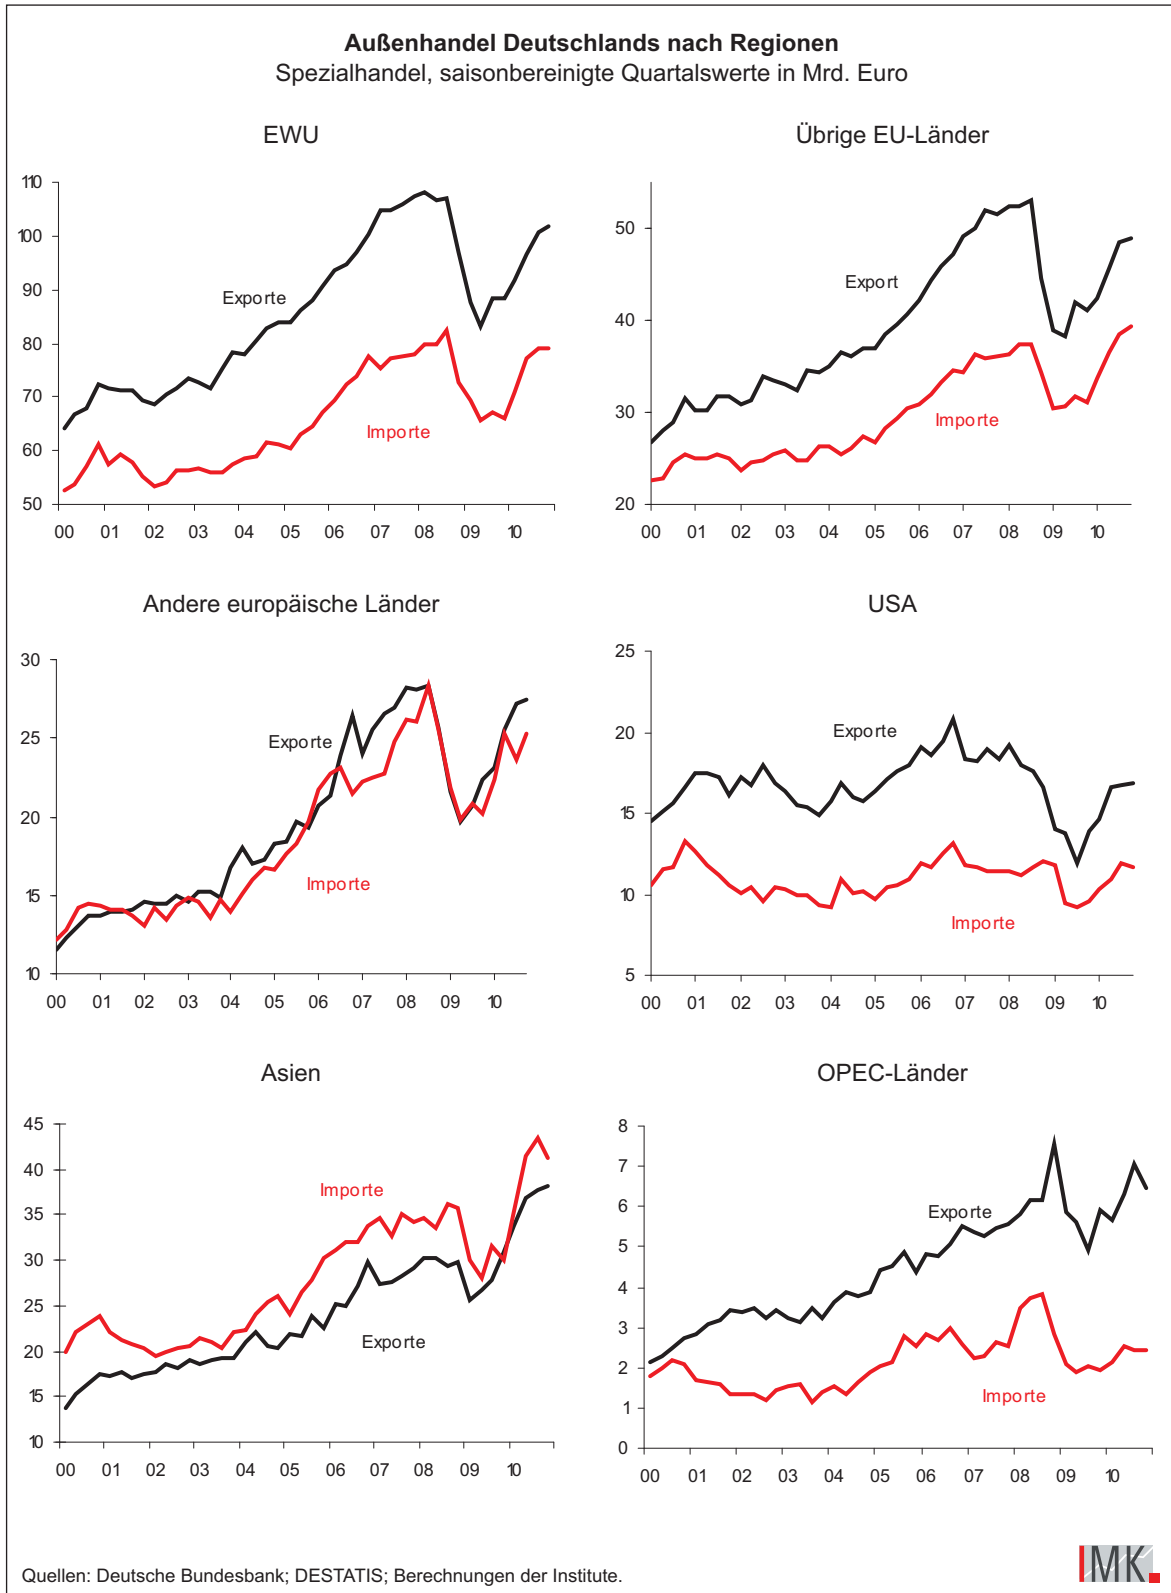 Außenhandel Deutschlands nach Regionen
Spezialhandel, saisonbereinigte Quartalswerte in Mrd. Euro
EWU
110
100
90
80
70
60
50
Exporte
Importe
00 01 02 03 04 05 06 07 08 09 10
Übrige EU-Länder
50
40
30
20
Export
Importe
00 01 02 03 04 05 06 07 08 09 10
Andere europäische Länder
30
25
20
15
10
Exporte
Importe
00 01 02 03 04 05 06 07 08 09 10
USA
25
20
15
10
5
Exporte
Importe
00 01 02 03 04 05 06 07 08 09 10
Asien
45
40
35
30
25
20
15
10
Importe
Exporte
00 01 02 03 04 05 06 07 08 09 10
OPEC-Länder
8
7
6
5
4
3
2
1
0
Exporte
Importe
00 01 02 03 04 05 06 07 08 09 10
Quellen: Deutsche Bundesbank; DESTATIS; Berechnungen der Institute.
IMK